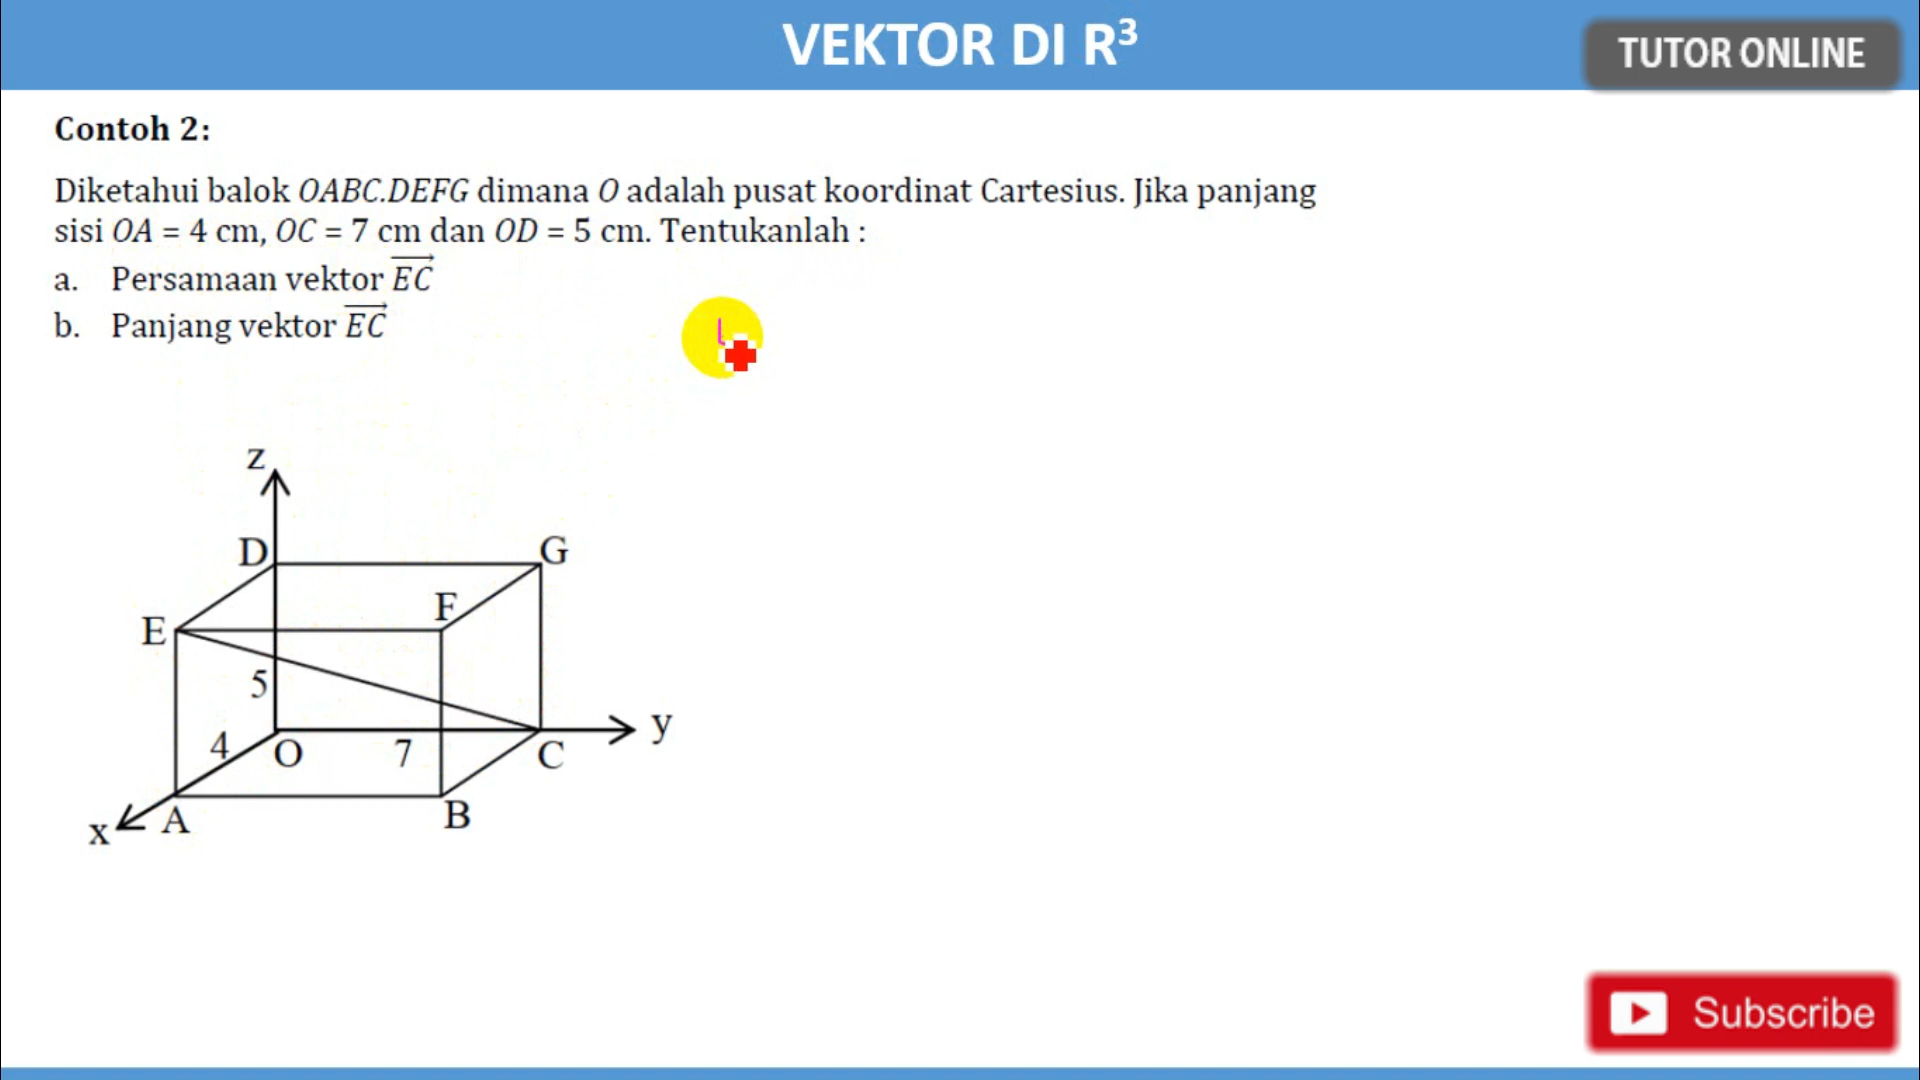 VEKTOR DI R³
TUTOR ONLINE
Contoh 2:
Diketahui balok OABC.DEFG dimana O adalah pusat koordinat Cartesius. Jika panjang
sisi OA = 4 cm, OC = 7 cm dan OD = 5 cm. Tentukanlah :
a. Persamaan vektor \overrightarrow{EC}
b. Panjang vektor \overrightarrow{EC}
z
D
G
F
E
5
y
4
O
7
C
x
A
B
Subscribe